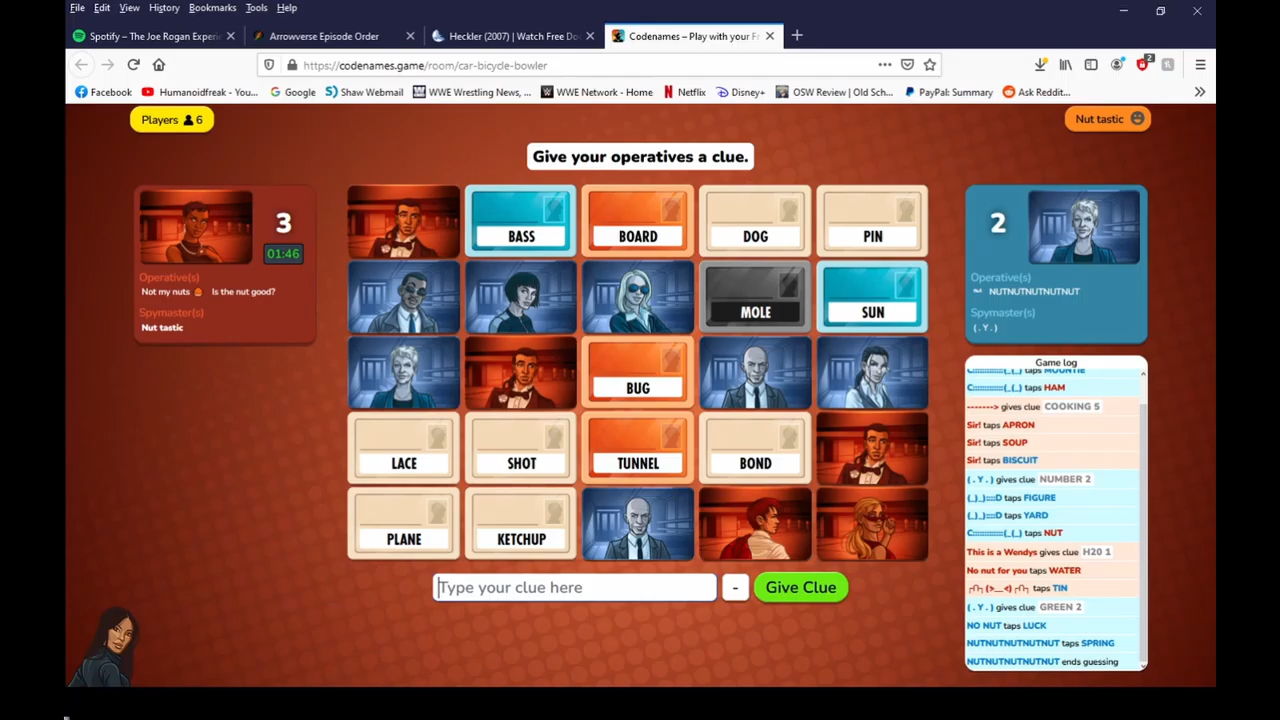 File Edit View History Bookmarks Tools Help
Spotify – The Joe Rogan Experi
Arrowverse Episode Order
Heckler (2007) | Watch Free Do
Codenames – Play with your Fr
https://codenames.game/room/car-bicycle-bowler
2
Facebook Humanoidfreak - You... Google Shaw Webmail WWE Wrestling News, ... WWE Network - Home Netflix Disney+ OSW Review | Old Sch... PayPal: Summary Ask Reddit...
Players 6
Nut tastic
Give your operatives a clue.
3
01:46
Operative(s)
Not my nuts Is the nut good?
Spymaster(s)
Nut tastic
BASS
BOARD
DOG
PIN
MOLE
SUN
BUG
LACE
SHOT
TUNNEL
BOND
PLANE
KETCHUP
2
Operative(s)
NUTNUTNUTNUTNUT
Spymaster(s)
( . Y . )
Game log
C::::::::::::(_(_) taps MOUNTIE
C::::::::::::(_(_) taps HAM
-------> gives clue COOKING 5
Sir! taps APRON
Sir! taps SOUP
Sir! taps BISCUIT
( . Y . ) gives clue NUMBER 2
(_)_)::::D taps FIGURE
(_)_)::::D taps YARD
C::::::::::::(_(_) taps NUT
This is a Wendys gives clue H20 1
No nut for you taps WATER
taps TIN
( . Y . ) gives clue GREEN 2
NO NUT taps LUCK
NUTNUTNUTNUTNUT taps SPRING
NUTNUTNUTNUTNUT ends guessing
Type your clue here
-
Give Clue